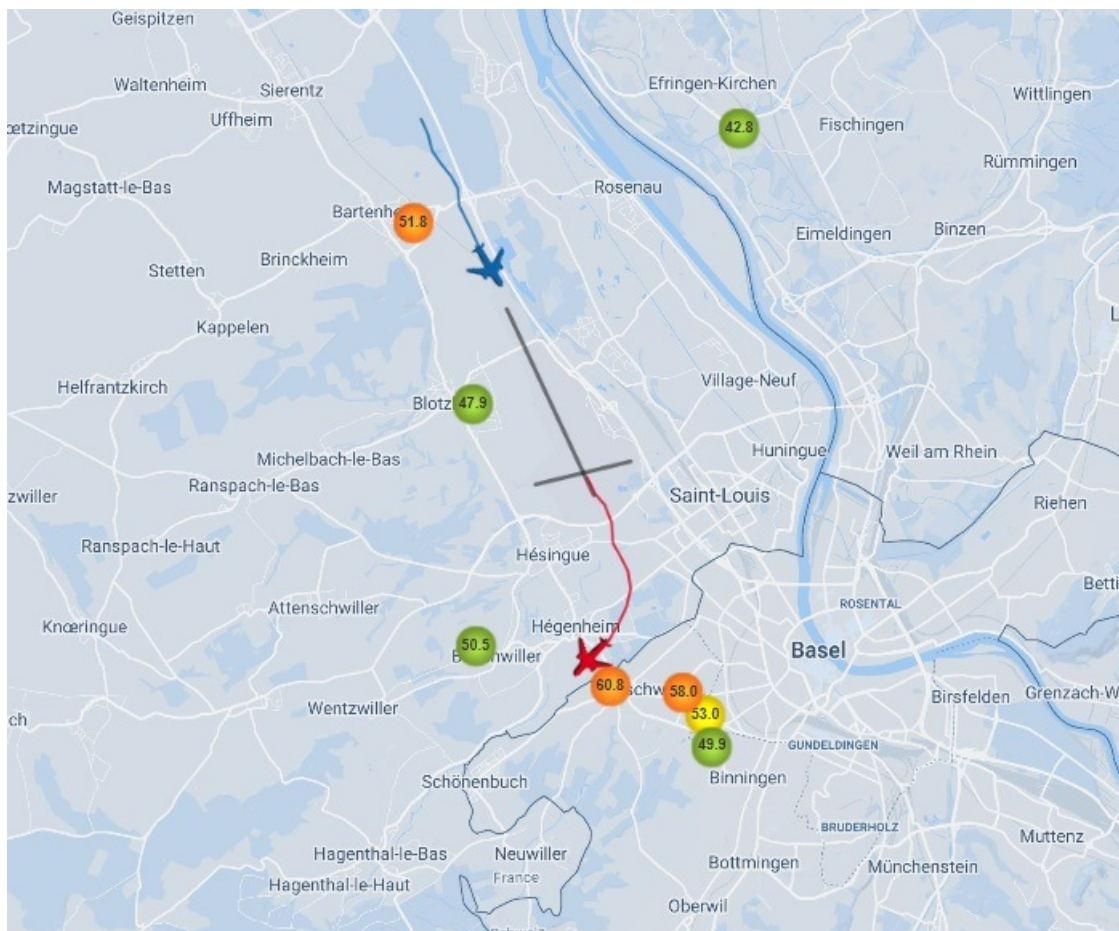 Geispitzen
Waltenheim
Sierentz
Efringen-Kirchen
Wittlingen
Uffheim
42.8
Fischingen
Rümmingen
Magstatt-le-Bas
Rosenau
51.8
Eimeldingen
Binzen
Brinckheim
Stetten
Kappelen
Helfrantzkirch
Village-Neuf
47.9
Michelbach-le-Bas
Huningue
Weil am Rhein
Ranspach-le-Bas
Saint-Louis
Riehen
Ranspach-le-Haut
Hésingue
Attenschwiller
ROSENTAL
Knœringue
Hégenheim
50.5
Basel
60.8
58.0
Birsfelden
Wentzwiller
53.0
49.9
GUNDELDINGEN
Binningen
Schönenbuch
BRUDERHOLZ
Muttenz
Hagenthal-le-Bas
Neuwiller
Bottmingen
Münchenstein
France
Hagenthal-le-Haut
Oberwil